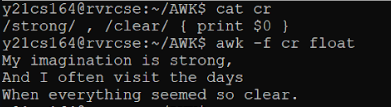 y21cs164@rvrcse:~/AWK$ cat cr
/strong/ , /clear/ { print $0 }
y21cs164@rvrcse:~/AWK$ awk -f cr float
My imagination is strong,
And I often visit the days
When everything seemed so clear.